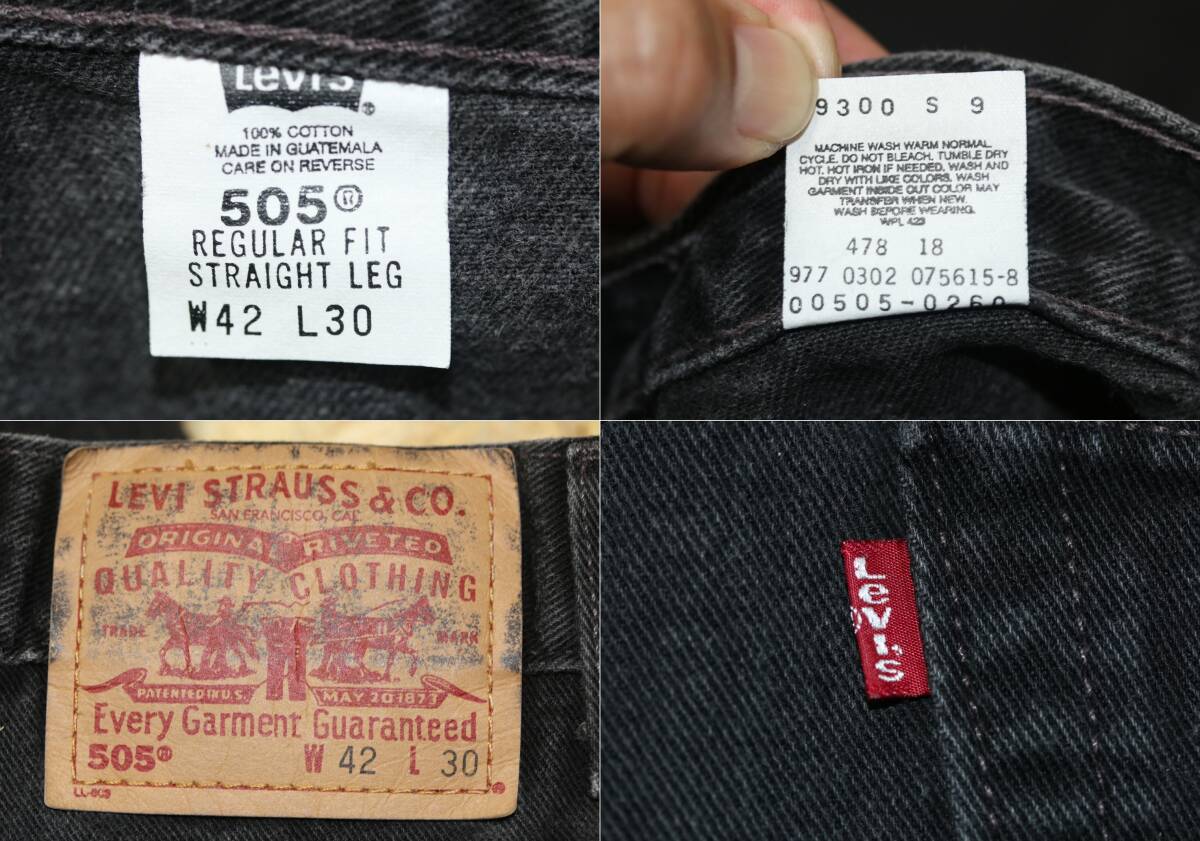 Levi's®
100% COTTON
MADE IN GUATEMALA
CARE ON REVERSE
505®
REGULAR FIT
STRAIGHT LEG
W42 L30
9300 S 9
MACHINE WASH WARM NORMAL
CYCLE. DO NOT BLEACH. TUMBLE DRY
HOT. HOT IRON IF NEEDED. WASH AND
DRY WITH LIKE COLORS. WASH
GARMENT INSIDE OUT COLOR MAY
TRANSFER WHEN NEW.
WASH BEFORE WEARING.
WPL 423
478 18
977 0302 075615-8
00505-0260
LEVI STRAUSS & CO.
SAN FRANCISCO, CAL.
ORIGINAL RIVETED
QUALITY CLOTHING
TRADE MARK
PATENTED IN U.S. MAY 20 1873
Every Garment Guaranteed
505® W 42 L 30
®
LeVI'S